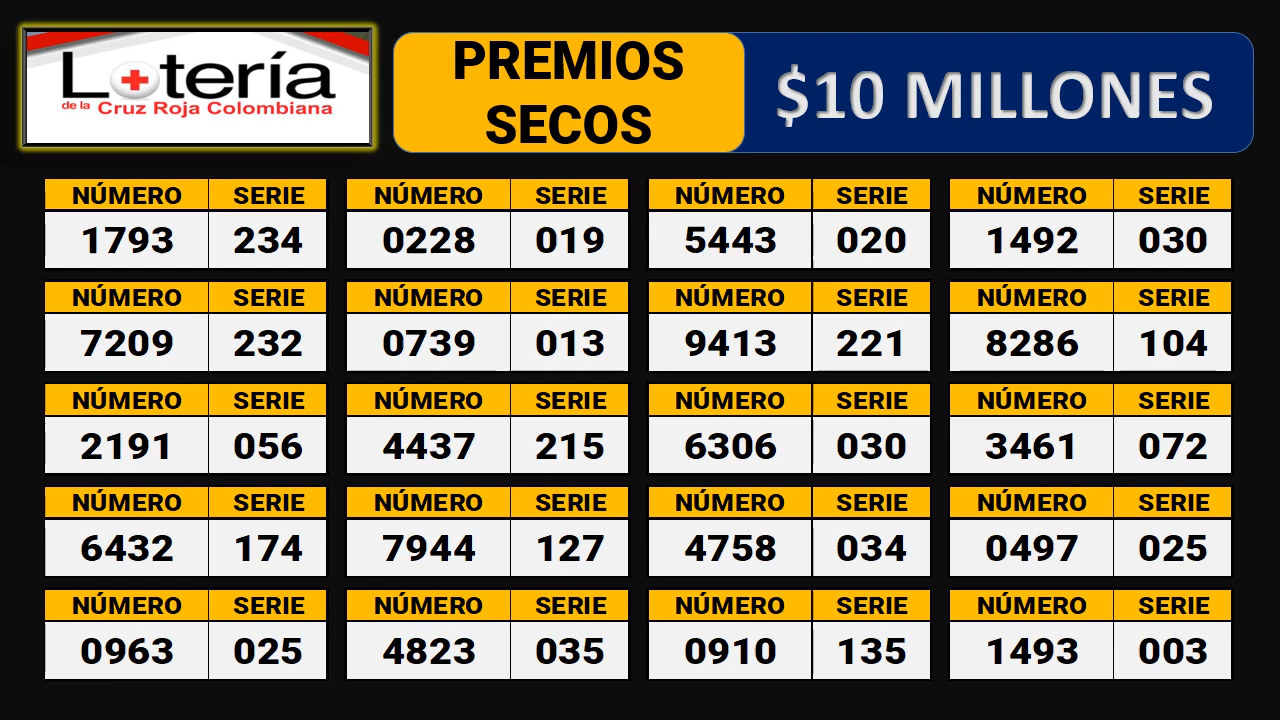 Lotería
de la Cruz Roja Colombiana
PREMIOS
SECOS
$10 MILLONES
NÚMERO SERIE NÚMERO SERIE NÚMERO SERIE NÚMERO SERIE
1793 234 0228 019 5443 020 1492 030
NÚMERO SERIE NÚMERO SERIE NÚMERO SERIE NÚMERO SERIE
7209 232 0739 013 9413 221 8286 104
NÚMERO SERIE NÚMERO SERIE NÚMERO SERIE NÚMERO SERIE
2191 056 4437 215 6306 030 3461 072
NÚMERO SERIE NÚMERO SERIE NÚMERO SERIE NÚMERO SERIE
6432 174 7944 127 4758 034 0497 025
NÚMERO SERIE NÚMERO SERIE NÚMERO SERIE NÚMERO SERIE
0963 025 4823 035 0910 135 1493 003